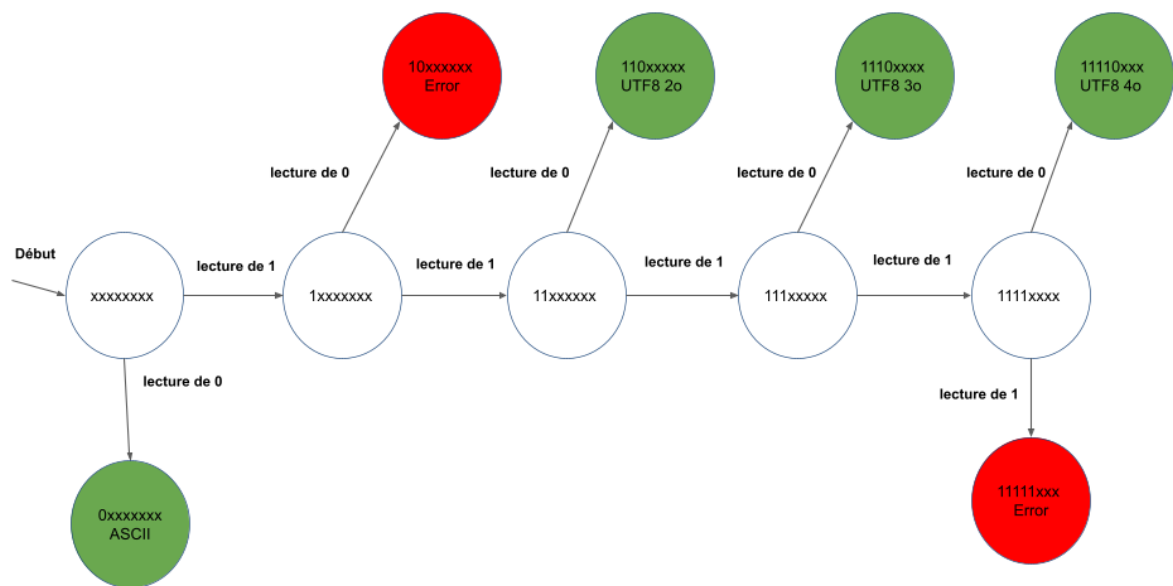 10xxxxxx
Error
110xxxxx
UTF8 2o
1110xxxx
UTF8 3o
11110xxx
UTF8 4o
lecture de 0
lecture de 0
lecture de 0
lecture de 0
Début
lecture de 1
lecture de 1
lecture de 1
lecture de 1
xxxxxxxx
1xxxxxxx
11xxxxxx
111xxxxx
1111xxxx
lecture de 0
lecture de 1
0xxxxxxx
ASCII
11111xxx
Error